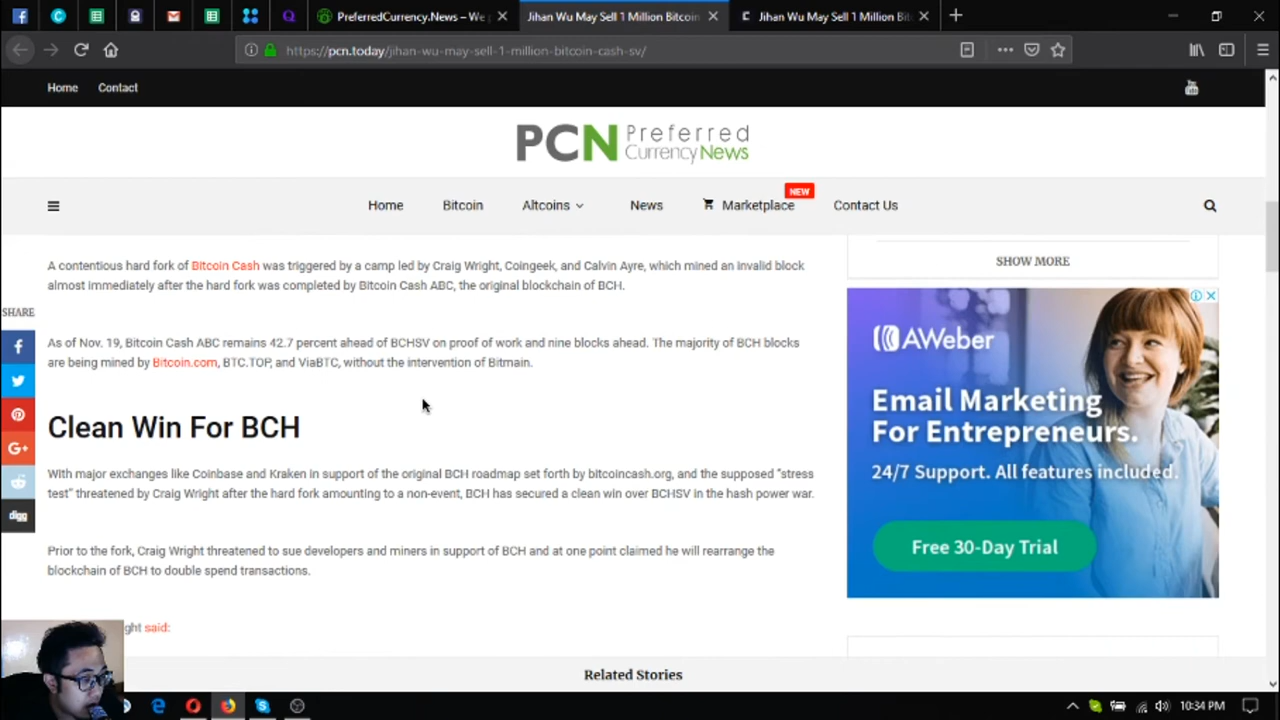 PreferredCurrency.News – We
Jihan Wu May Sell 1 Million Bitcoin
Jihan Wu May Sell 1 Million Bit
https://pcn.today/jihan-wu-may-sell-1-million-bitcoin-cash-sv/
Home Contact
PCN Preferred
CurrencyNews
NEW
Home Bitcoin Altcoins News Marketplace Contact Us
A contentious hard fork of Bitcoin Cash was triggered by a camp led by Craig Wright, Coingeek, and Calvin Ayre, which mined an invalid block
almost immediately after the hard fork was completed by Bitcoin Cash ABC, the original blockchain of BCH.
SHARE
As of Nov. 19, Bitcoin Cash ABC remains 42.7 percent ahead of BCHSV on proof of work and nine blocks ahead. The majority of BCH blocks
are being mined by Bitcoin.com, BTC.TOP, and ViaBTC, without the intervention of Bitmain.
Clean Win For BCH
With major exchanges like Coinbase and Kraken in support of the original BCH roadmap set forth by bitcoincash.org, and the supposed “stress
test” threatened by Craig Wright after the hard fork amounting to a non-event, BCH has secured a clean win over BCHSV in the hash power war.
digg
Prior to the fork, Craig Wright threatened to sue developers and miners in support of BCH and at one point claimed he will rearrange the
blockchain of BCH to double spend transactions.
ght said:
SHOW MORE
AWeber
Email Marketing
For Entrepreneurs.
24/7 Support. All features included.
Free 30-Day Trial
Related Stories
10:34 PM